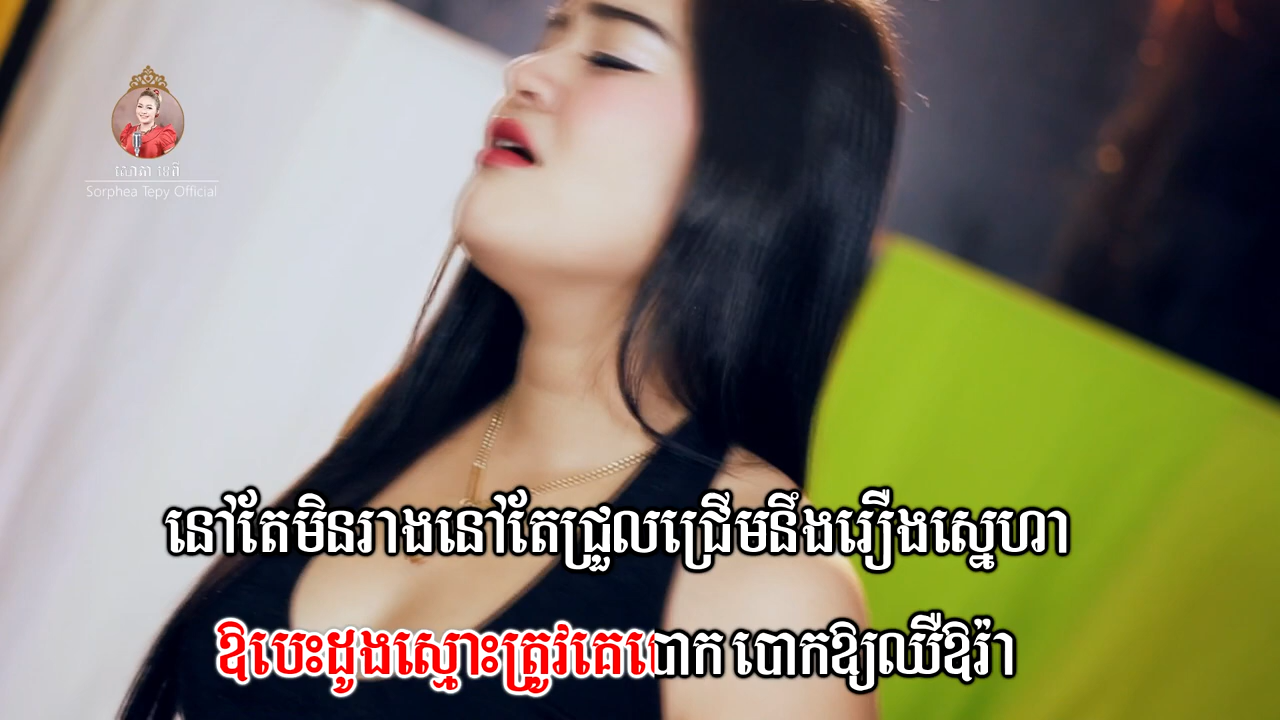 សោភា ទេពី
Sorphea Tepy Official
នៅតែមិនរាងនៅតែជ្រួលជ្រើមនឹងរឿងស្នេហា
ឱបេះដូងស្មោះត្រូវគេបោក បោកឱ្យឈឺឱរ៉ា